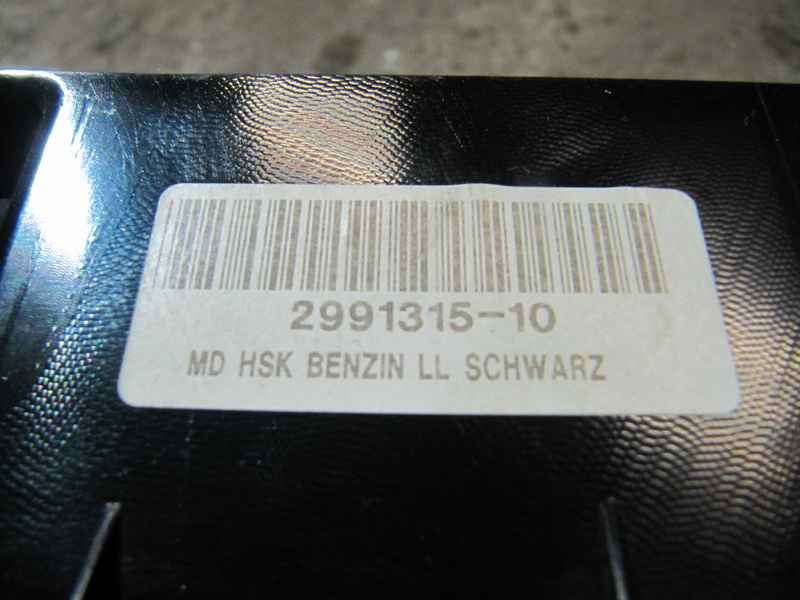 2991315-10
MD HSK BENZIN LL SCHWARZ